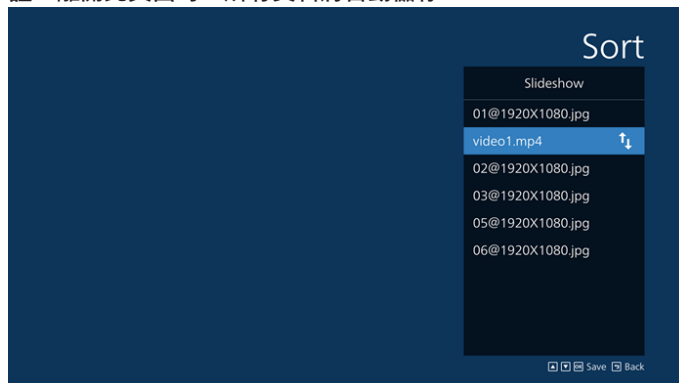 Sort
Slideshow
01@1920X1080.jpg
video1.mp4
02@1920X1080.jpg
03@1920X1080.jpg
05@1920X1080.jpg
06@1920X1080.jpg
OK Save Back